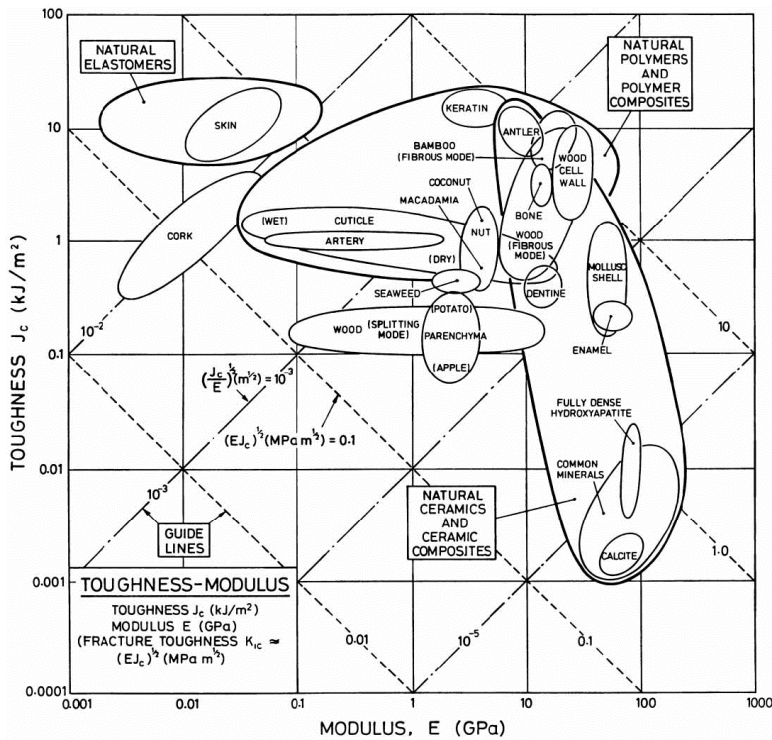 100
10
1
0.1
0.01
0.001
0.0001
TOUGHNESS Jc (kJ/m²)
NATURAL
ELASTOMERS
SKIN
CORK
KERATIN
ANTLER
NATURAL
POLYMERS
AND
POLYMER
COMPOSITES
BAMBOO
(FIBROUS MODE)
WOOD
CELL
WALL
COCONUT
MACADAMIA
BONE
(WET) CUTICLE
ARTERY
(DRY)
NUT
WOOD
(FIBROUS
MODE)
SEAWEED
DENTINE
MOLLUSC
SHELL
ENAMEL
(POTATO)
WOOD (SPLITTING
MODE)
PARENCHYMA
(APPLE)
10⁻²
10
(Jc/E)^½ (m^½) = 10⁻³
(EJc)^½ (MPa m^½) = 0.1
FULLY DENSE
HYDROXYAPATITE
COMMON
MINERALS
10⁻³
NATURAL
CERAMICS
AND
CERAMIC
COMPOSITES
GUIDE
LINES
CALCITE
1.0
TOUGHNESS-MODULUS
TOUGHNESS Jc (kJ/m²)
MODULUS E (GPa)
(FRACTURE TOUGHNESS K_IC ≈
(EJc)^½ (MPa m^½)
0.01
10⁻⁵
0.1
0.001
0.1
1
10
100
1000
MODULUS, E (GPa)